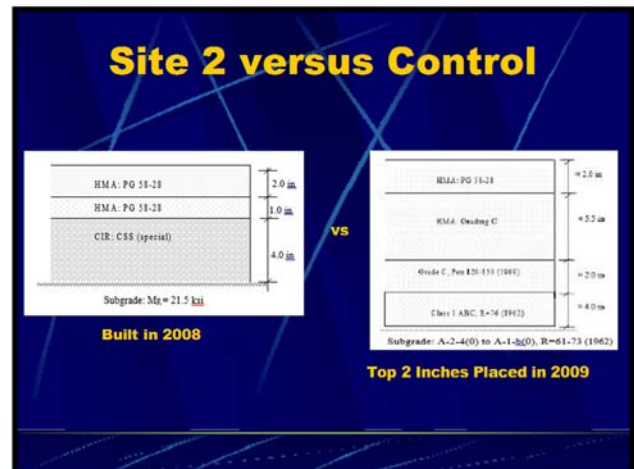 Site 2 versus Control
HMA: PG 58-28
2.0 in
HMA: PG 58-28
1.0 in
CIR: CSS (special)
4.0 in
Subgrade: MR= 21.5 ksi
Built in 2008
vs
HMA: PG 58-28
≈ 2.0 in
HMA: Grading C
≈ 5.5 in
Grade C, Pen 120-150
≈ 2.0 in
Class 1 ABC, R=76 (1962)
≈ 4.0 in
Subgrade: A-2-4(0) to A-1-b(0), R=61-73 (1962)
Top 2 Inches Placed in 2009